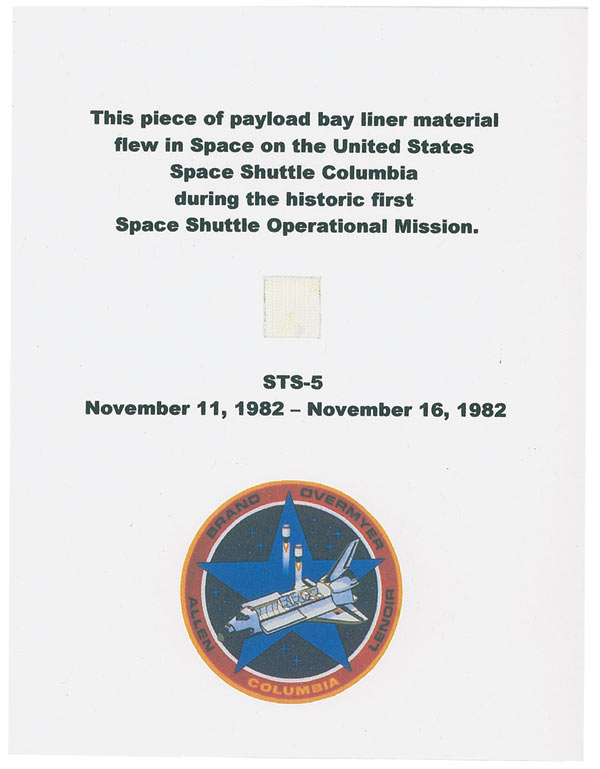 This piece of payload bay liner material
flew in Space on the United States
Space Shuttle Columbia
during the historic first
Space Shuttle Operational Mission.
STS-5
November 11, 1982 – November 16, 1982
BRAND OVERMYER
ALLEN LENOIR
COLUMBIA